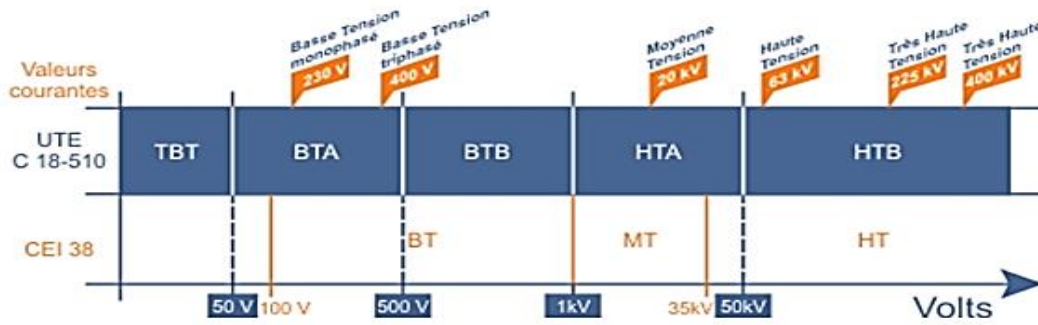 Basse Tension
monophasé
230 V
Basse Tension
triphasé
400 V
Moyenne
Tension
20 kV
Haute
Tension
63 kV
Très Haute
Tension
225 kV
Très Haute
Tension
400 kV
Valeurs
courantes
UTE
C 18-510
TBT
BTA
BTB
HTA
HTB
CEI 38
BT
MT
HT
50 V
100 V
500 V
1kV
35kV
50kV
Volts